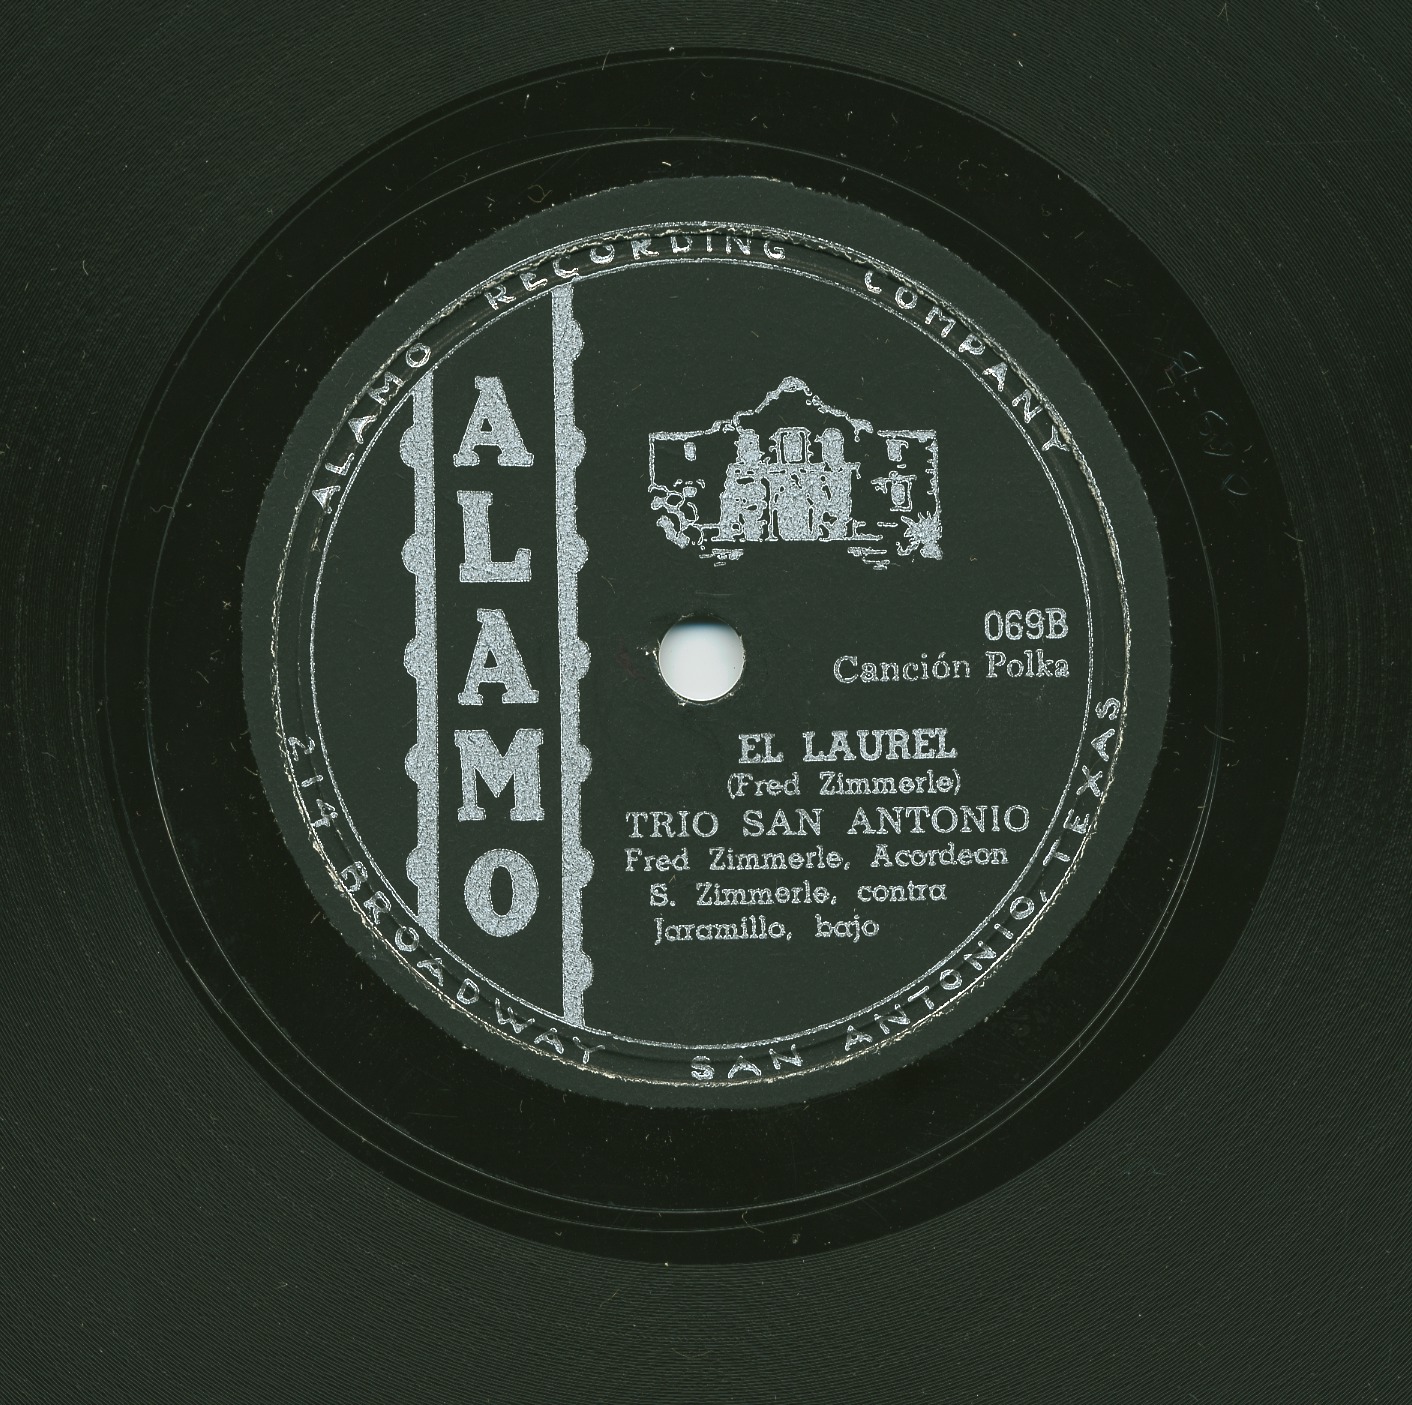 ALAMO RECORDING COMPANY
ALAMO
069B
Canción Polka
EL LAUREL
(Fred Zimmerle)
TRIO SAN ANTONIO
Fred Zimmerle, Acordeon
S. Zimmerle, contra
Jaramillo, bajo
214 BROADWAY SAN ANTONIO, TEXAS